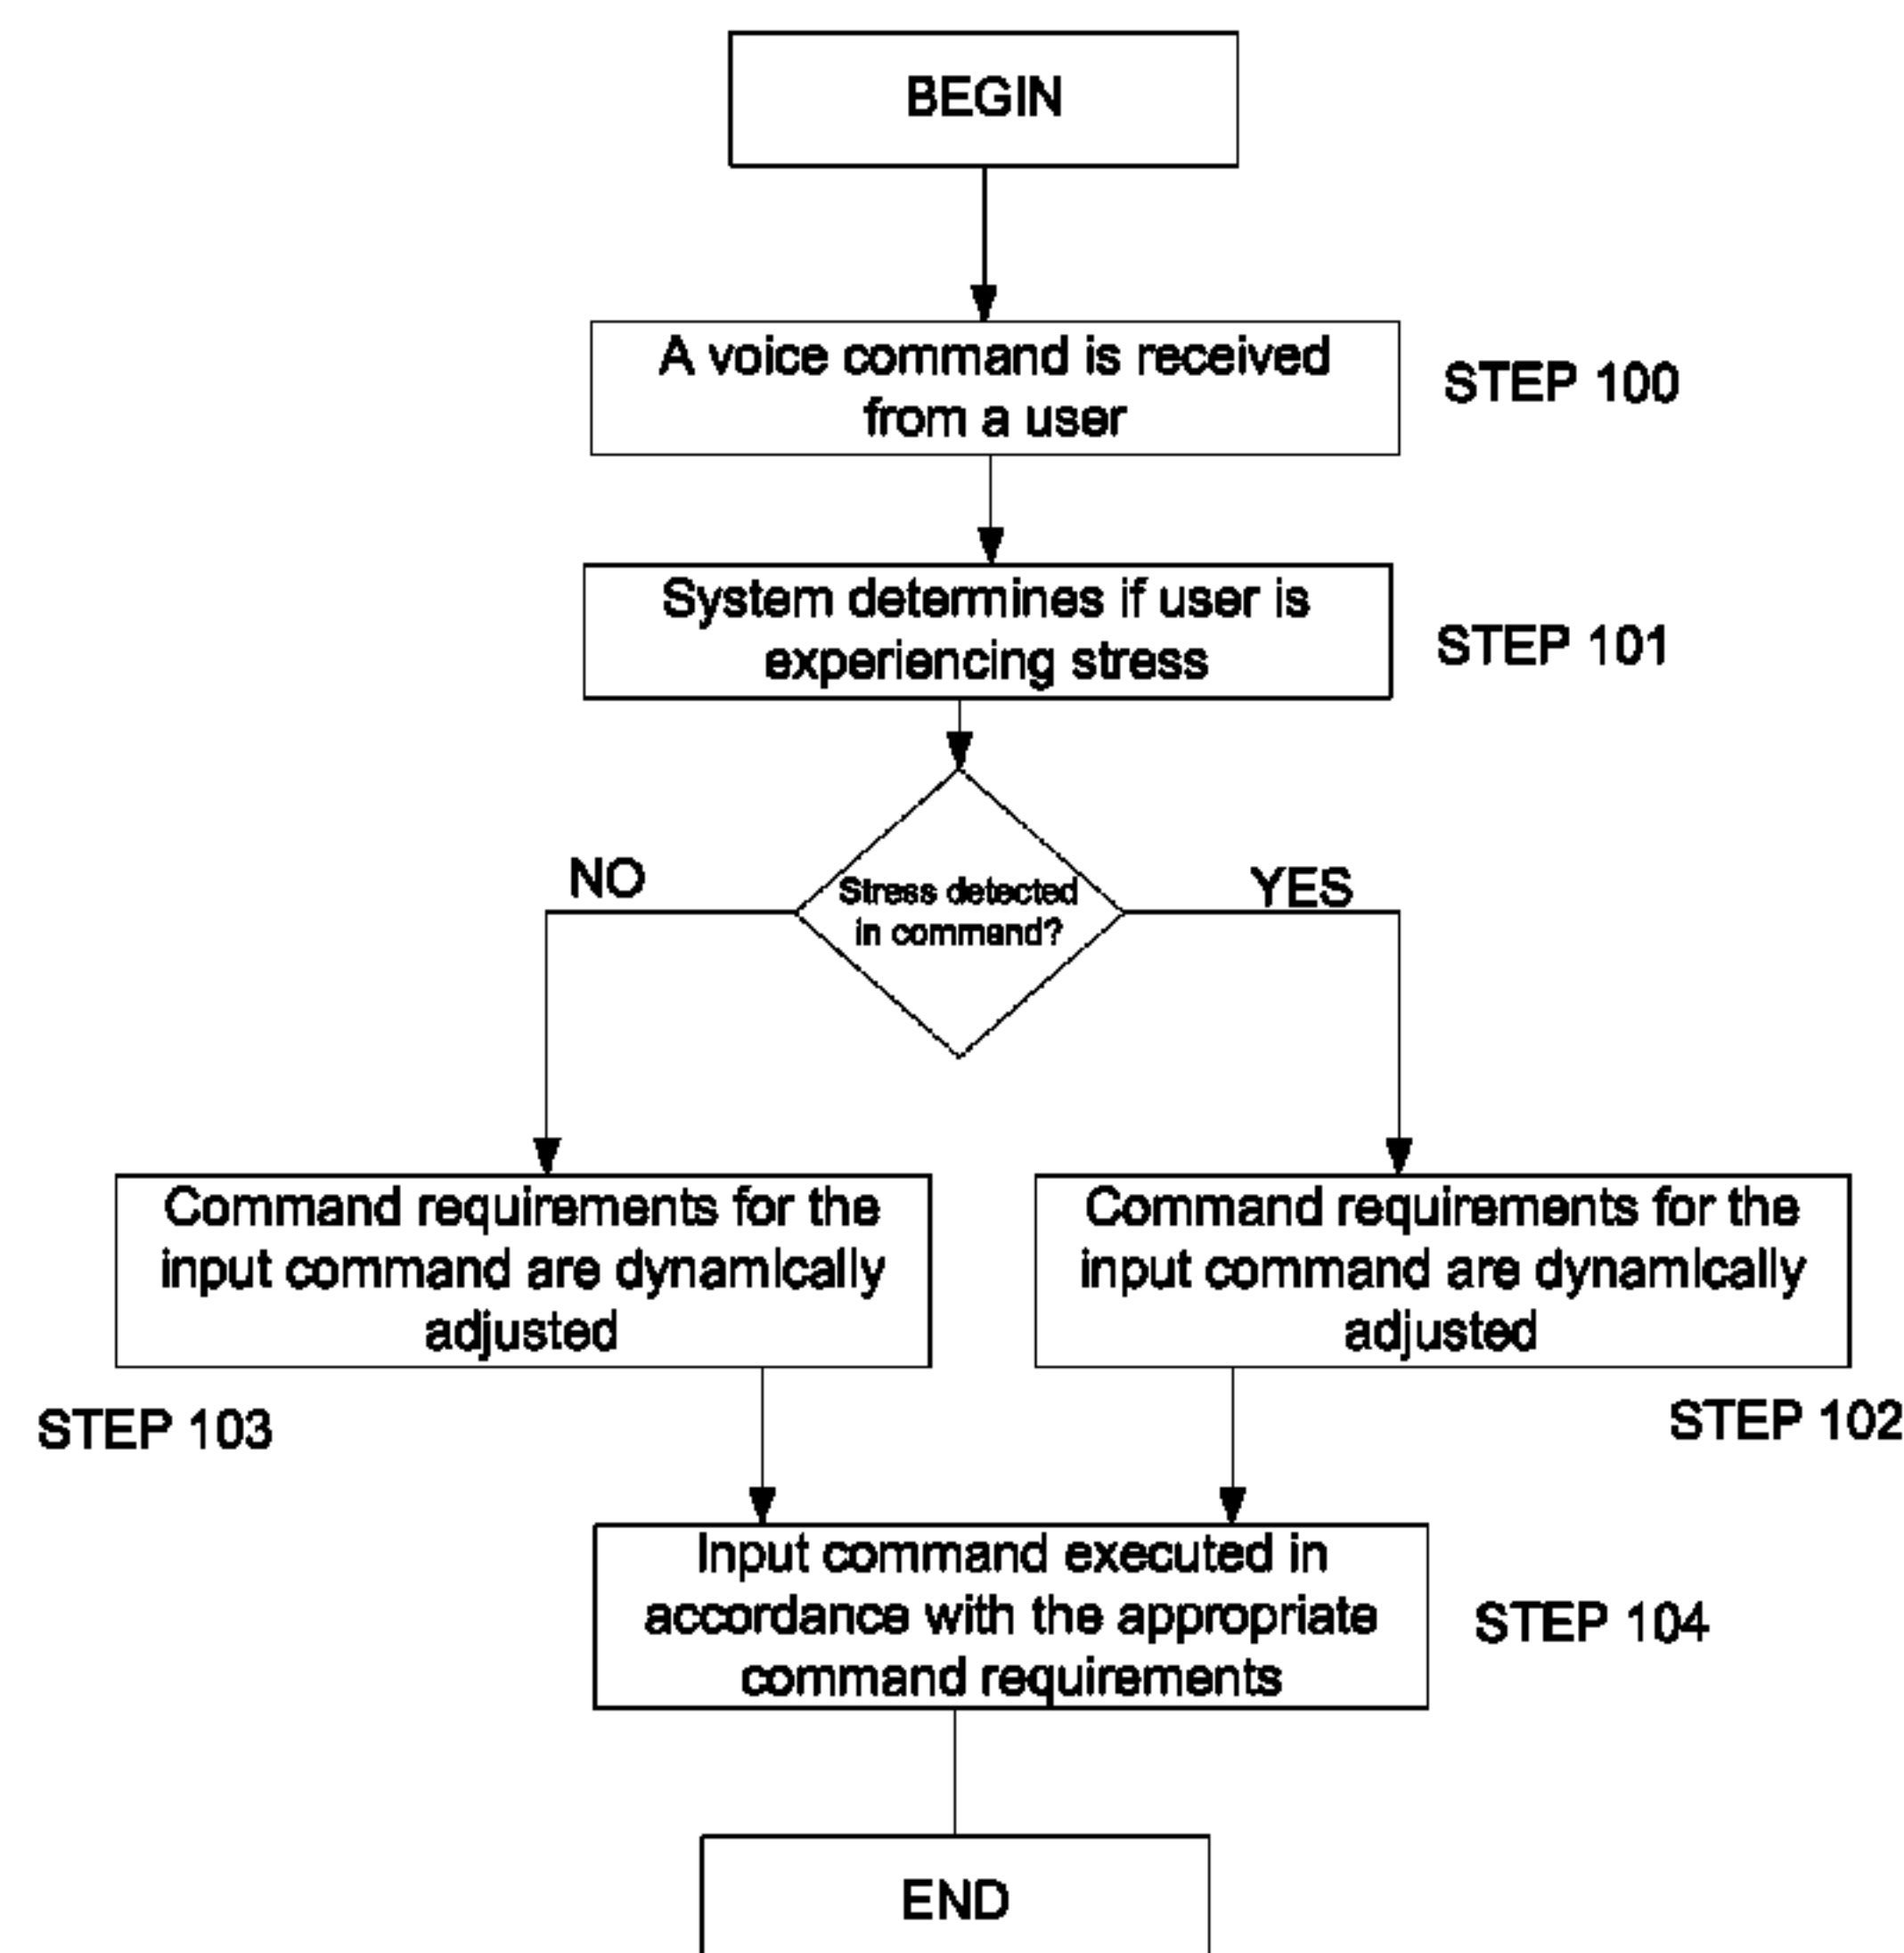 BEGIN
A voice command is received
from a user
STEP 100
System determines if user is
experiencing stress
STEP 101
Stress detected
in command?
NO
YES
Command requirements for the
input command are dynamically
adjusted
STEP 103
Command requirements for the
input command are dynamically
adjusted
STEP 102
Input command executed in
accordance with the appropriate
command requirements
STEP 104
END